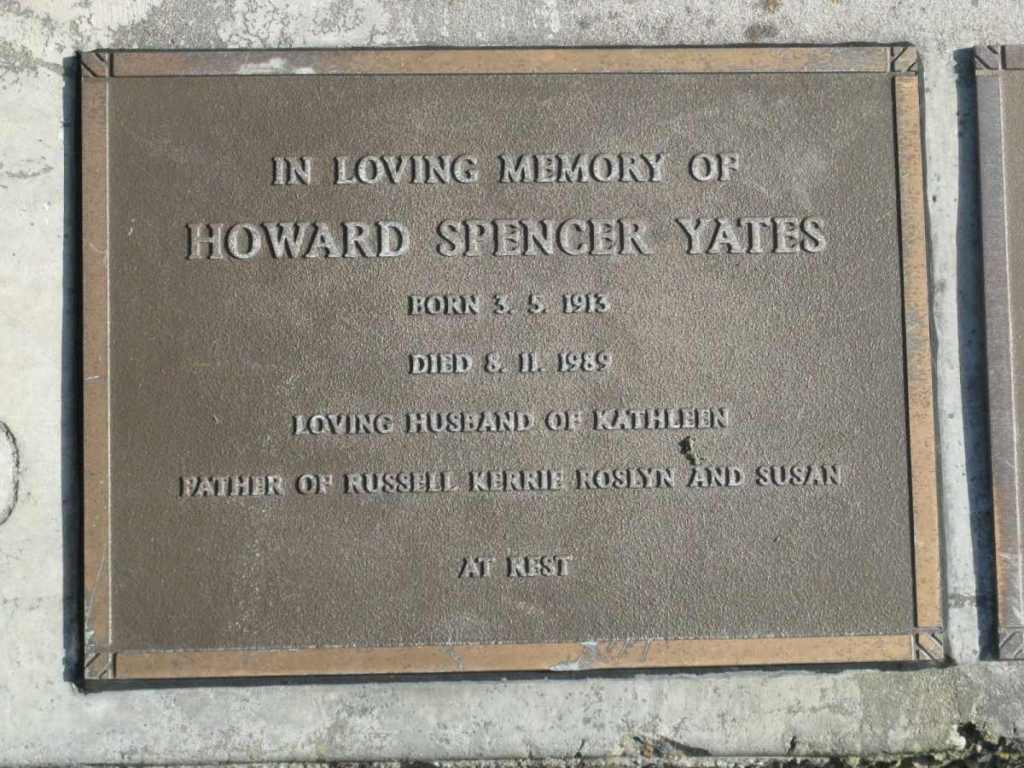 IN LOVING MEMORY OF
HOWARD SPENCER YATES
BORN 3. 5. 1913
DIED 8. 11. 1989
LOVING HUSBAND OF KATHLEEN
FATHER OF RUSSELL KERRIE ROSLYN AND SUSAN
AT REST